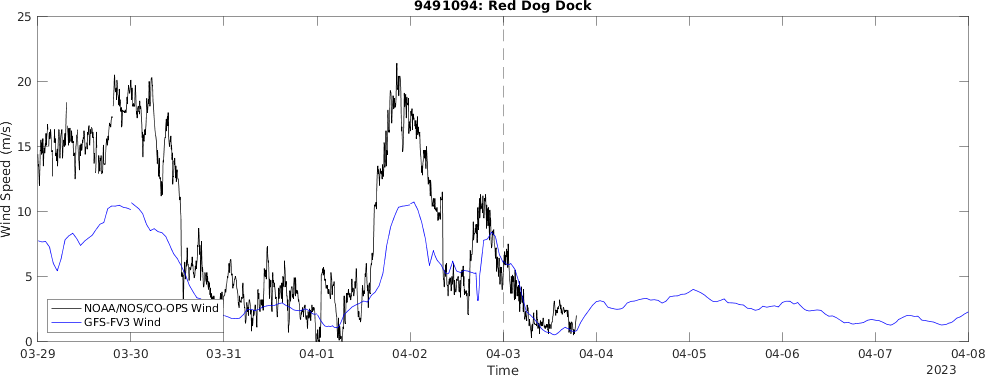 9491094: Red Dog Dock
25
20
15
10
5
0
Wind Speed (m/s)
NOAA/NOS/CO-OPS Wind
GFS-FV3 Wind
03-29 03-30 03-31 04-01 04-02 04-03 04-04 04-05 04-06 04-07 04-08
Time
2023